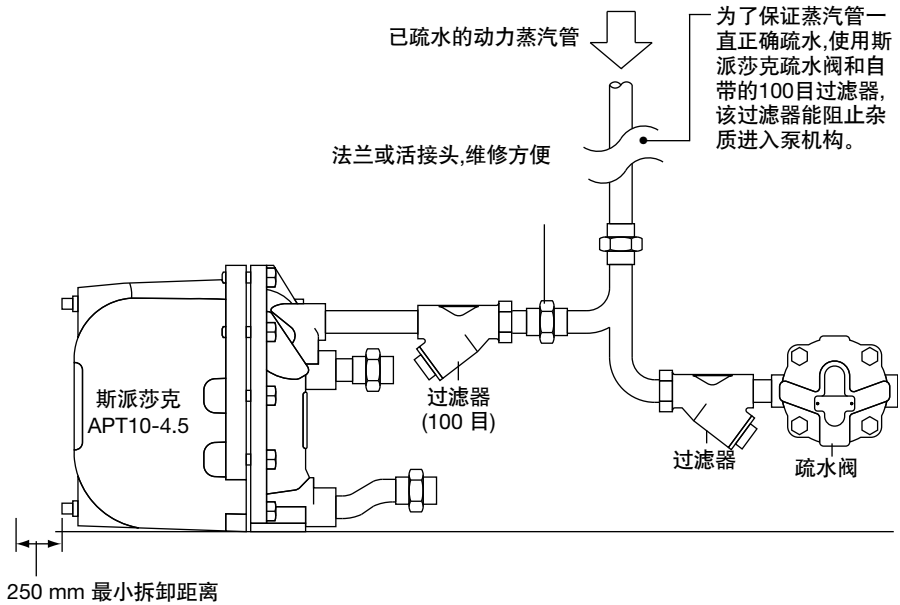 已疏水的动力蒸汽管
为了保证蒸汽管一
直正确疏水,使用斯
派莎克疏水阀和自
带的100目过滤器,
该过滤器能阻止杂
质进入泵机构。
法兰或活接头,维修方便
斯派莎克
APT10-4.5
过滤器
(100 目)
过滤器
疏水阀
250 mm 最小拆卸距离